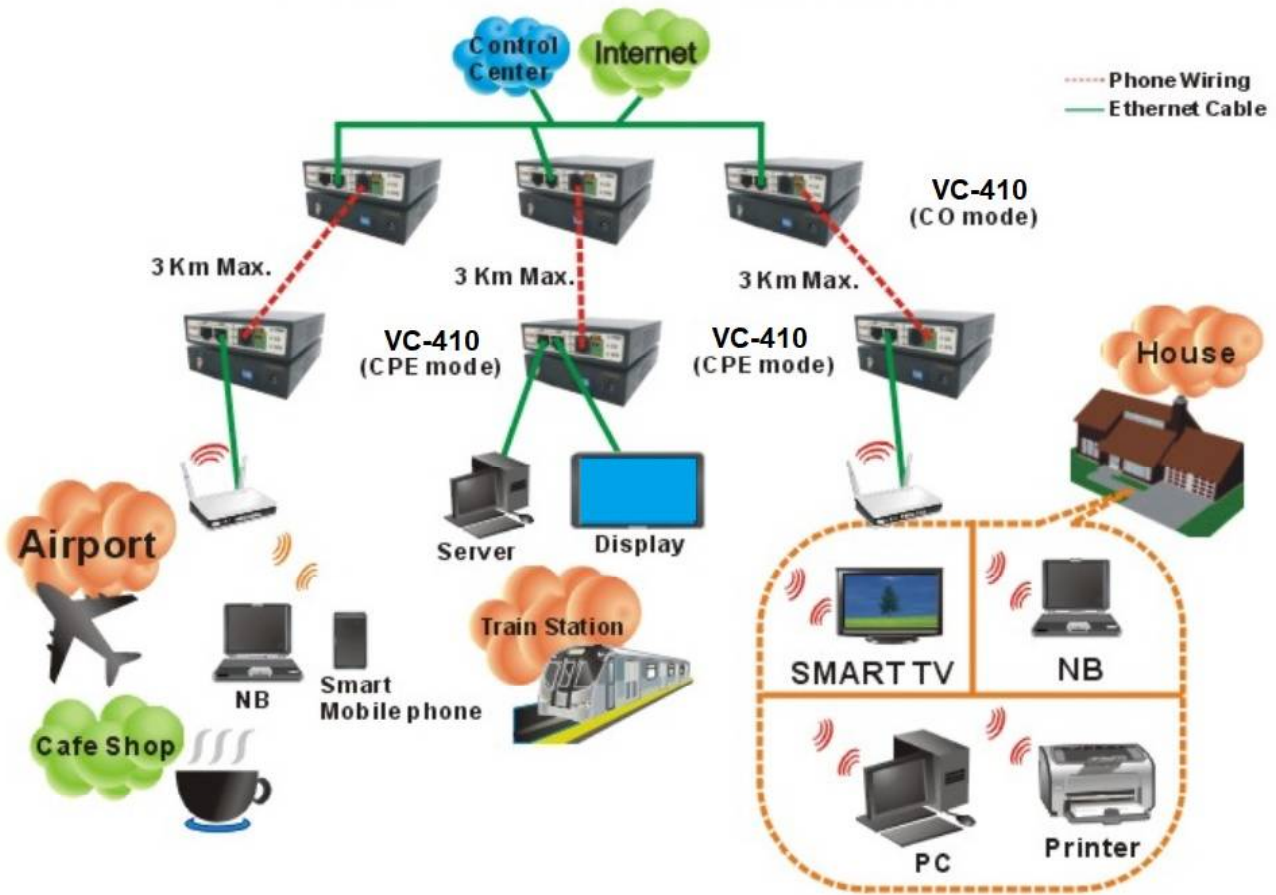 Control
Center
Internet
Phone Wiring
Ethernet Cable
VC-410
(CO mode)
3 Km Max.
3 Km Max.
3 Km Max.
VC-410
(CPE mode)
VC-410
(CPE mode)
House
Airport
Server
Display
Train Station
NB
Smart
Mobile phone
Cafe Shop
SMART TV
NB
PC
Printer